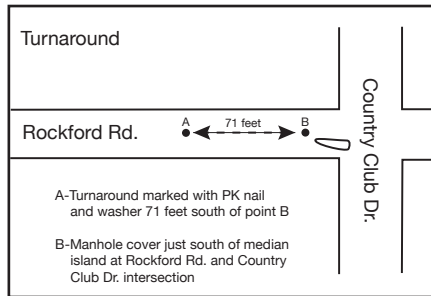 Turnaround
A
B
71 feet
Rockford Rd.
Country Club Dr.
A-Turnaround marked with PK nail
and washer 71 feet south of point B
B-Manhole cover just south of median
island at Rockford Rd. and Country
Club Dr. intersection